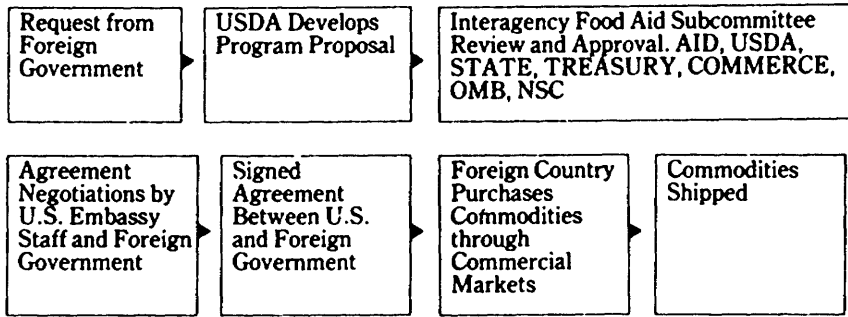 Request from
Foreign
Government
USDA Develops
Program Proposal
Interagency Food Aid Subcommittee
Review and Approval. AID, USDA,
STATE, TREASURY, COMMERCE,
OMB, NSC
Agreement
Negotiations by
U.S. Embassy
Staff and Foreign
Government
Signed
Agreement
Between U.S.
and Foreign
Government
Foreign Country
Purchases
Commodities
through
Commercial
Markets
Commodities
Shipped